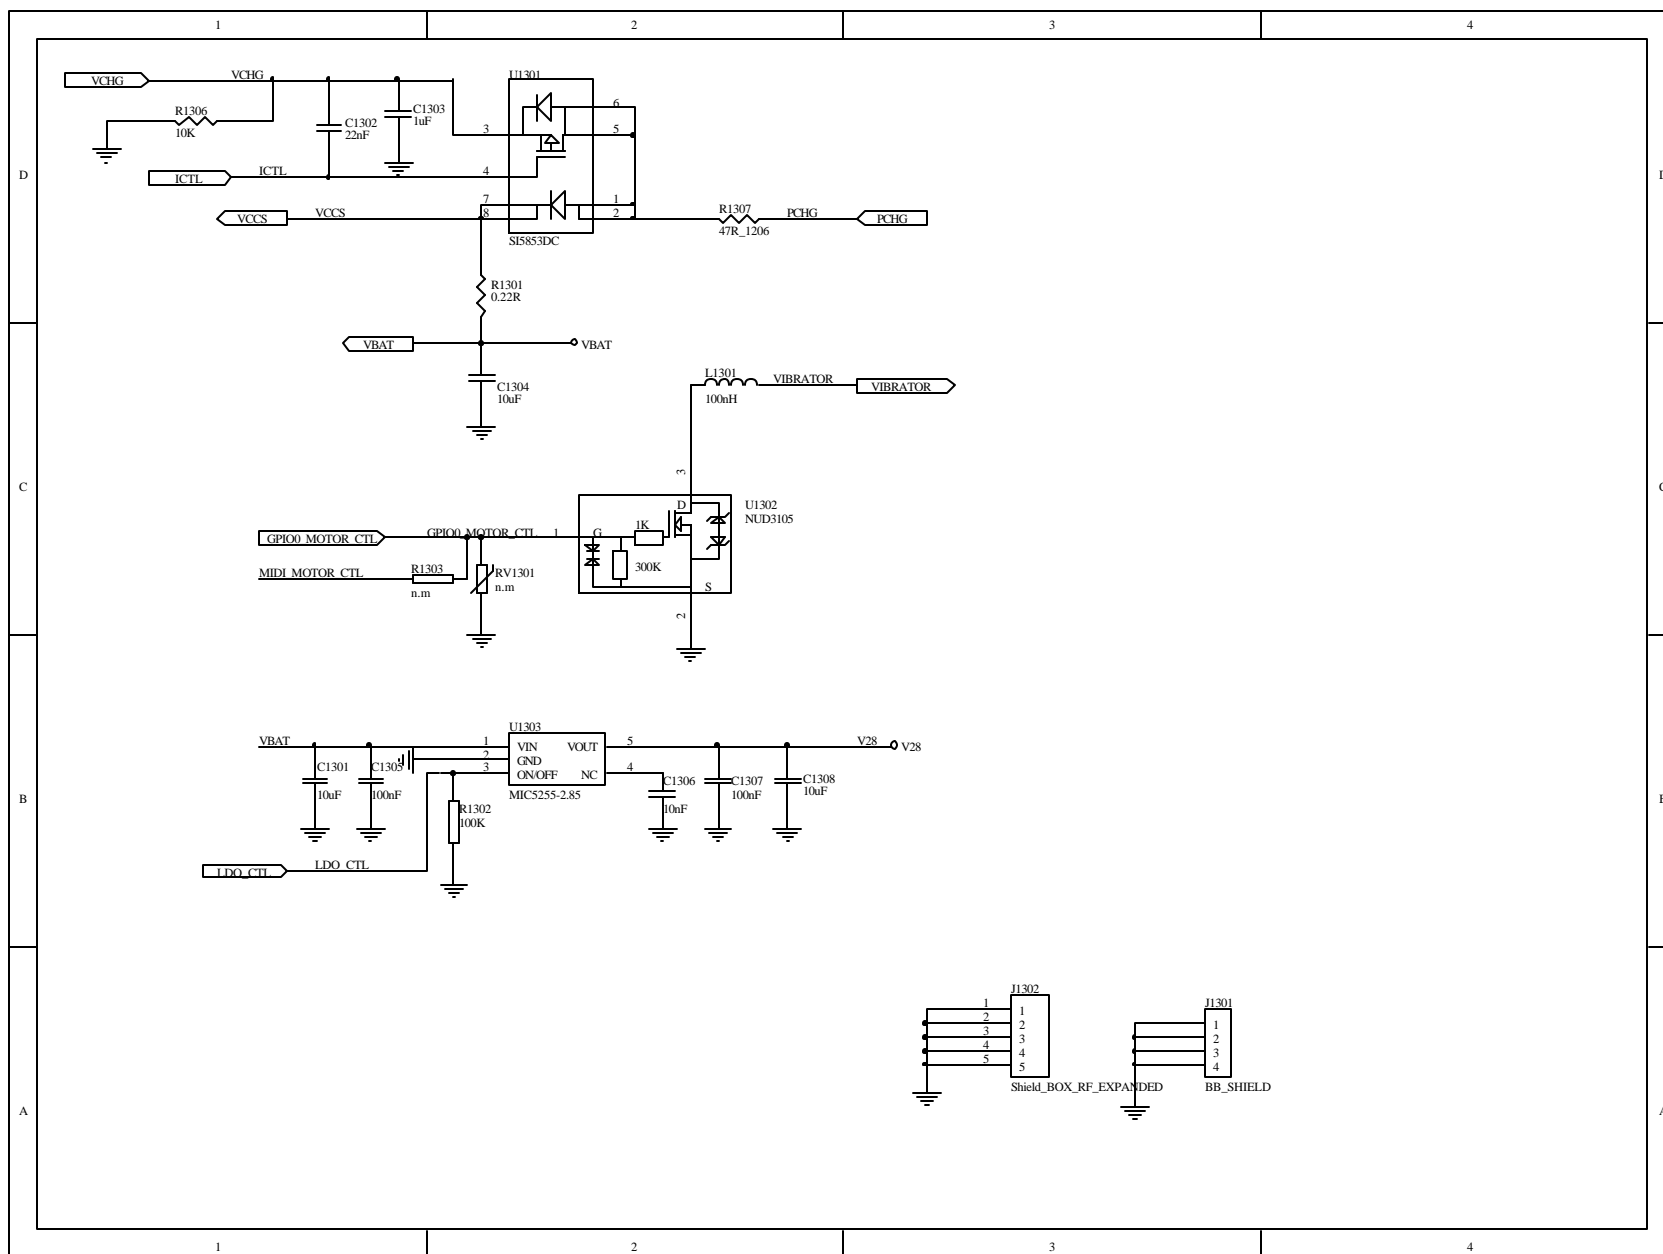 1 2 3 4
VCHG VCHG U1301
R1306 10K
C1302 22nF
C1303 1uF
6
3 5
4
D
ICTL ICTL
7 1
8 2
VCCS VCCS
R1307 PCHG PCHG
47R_1206
SI5853DC
R1301
0.22R
VBAT VBAT
C1304
10uF
L1301 VIBRATOR VIBRATOR
100nH
3
C
D U1302
NUD3105
GPIO0_MOTOR_CTL GPIO0_MOTOR_CTL 1 G 1K
MIDI_MOTOR_CTL R1303 RV1301 300K
n.m n.m S
2
U1303
VBAT 1 VIN VOUT 5 V28 V28
2 GND
3 ON/OFF NC 4
MIC5255-2.85
C1301
10uF
C1305
100nF
C1306
10nF
C1307
100nF
C1308
10uF
B
R1302
100K
LDO_CTL LDO_CTL
J1302 J1301
1 1
2 2 1
3 3 2
4 4 3
5 5 4
Shield_BOX_RF_EXPANDED BB_SHIELD
A
1 2 3 4